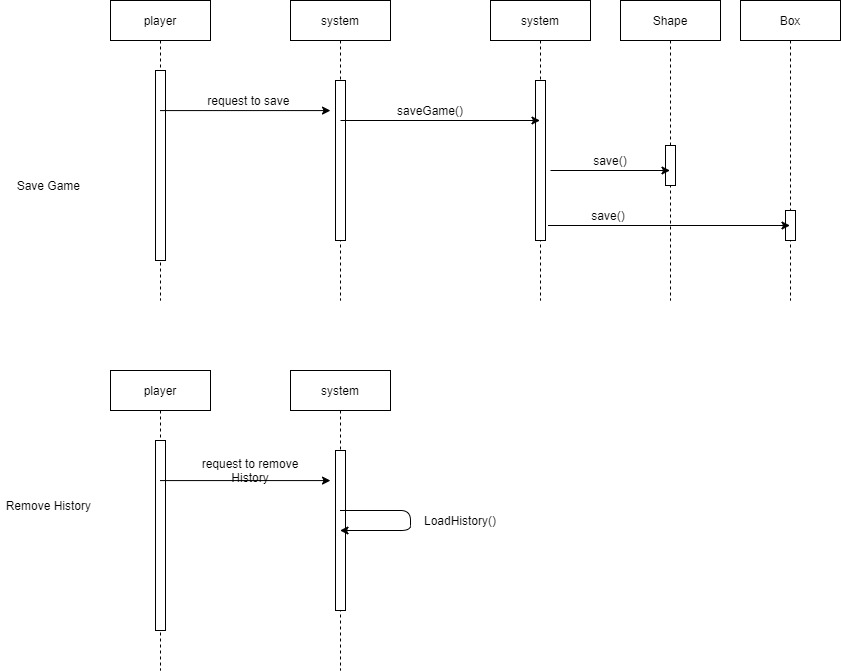 player
system
system
Shape
Box
request to save
saveGame()
save()
Save Game
save()
player
system
request to remove
History
Remove History
LoadHistory()